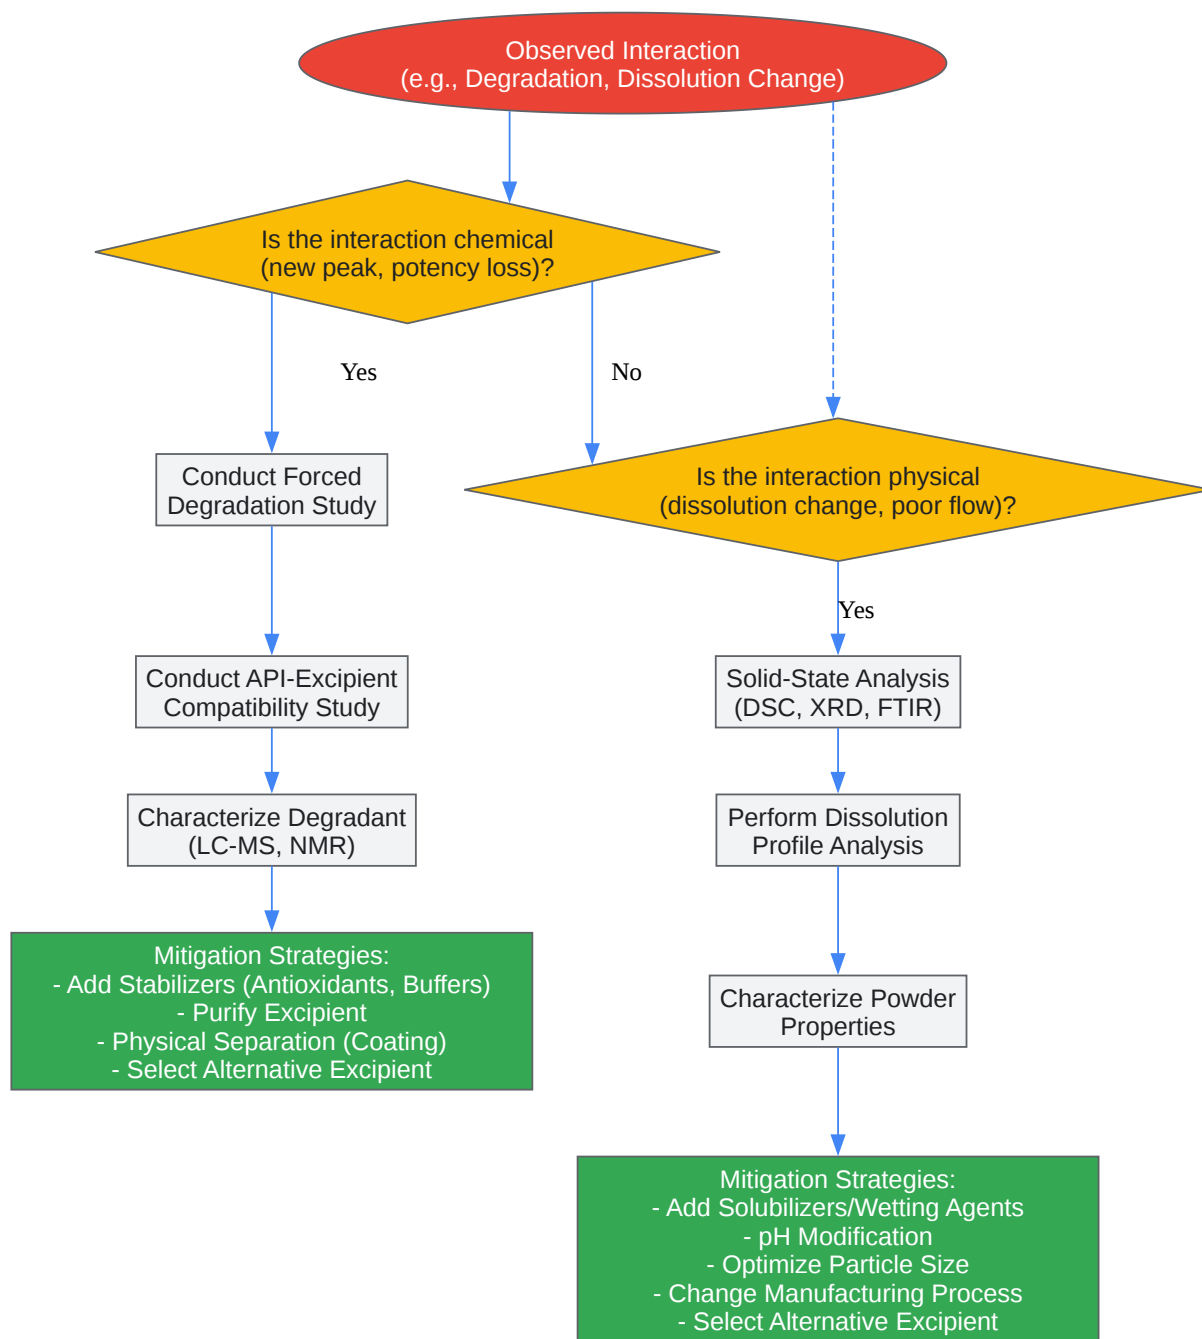 Observed Interaction
(e.g., Degradation, Dissolution Change)
Is the interaction chemical
(new peak, potency loss)?
Yes
No
Conduct Forced
Degradation Study
Is the interaction physical
(dissolution change, poor flow)?
Yes
Conduct API-Excipient
Compatibility Study
Solid-State Analysis
(DSC, XRD, FTIR)
Characterize Degradant
(LC-MS, NMR)
Perform Dissolution
Profile Analysis
Mitigation Strategies:
- Add Stabilizers (Antioxidants, Buffers)
- Purify Excipient
- Physical Separation (Coating)
- Select Alternative Excipient
Characterize Powder
Properties
Mitigation Strategies:
- Add Solubilizers/Wetting Agents
- pH Modification
- Optimize Particle Size
- Change Manufacturing Process
- Select Alternative Excipient